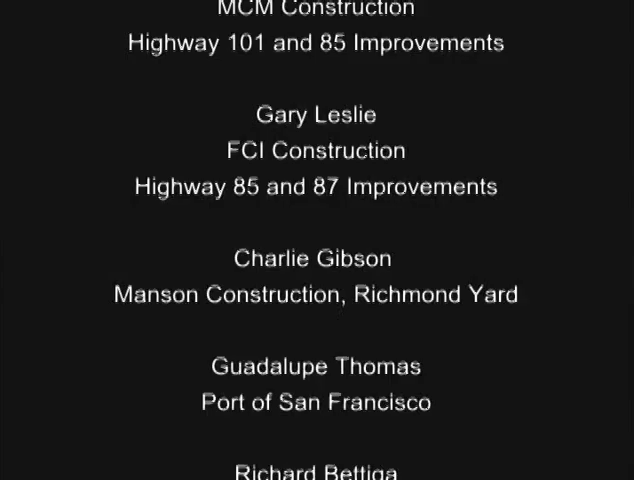 MCM Construction
Highway 101 and 85 Improvements
Gary Leslie
FCI Construction
Highway 85 and 87 Improvements
Charlie Gibson
Manson Construction, Richmond Yard
Guadalupe Thomas
Port of San Francisco
Richard Bettiga